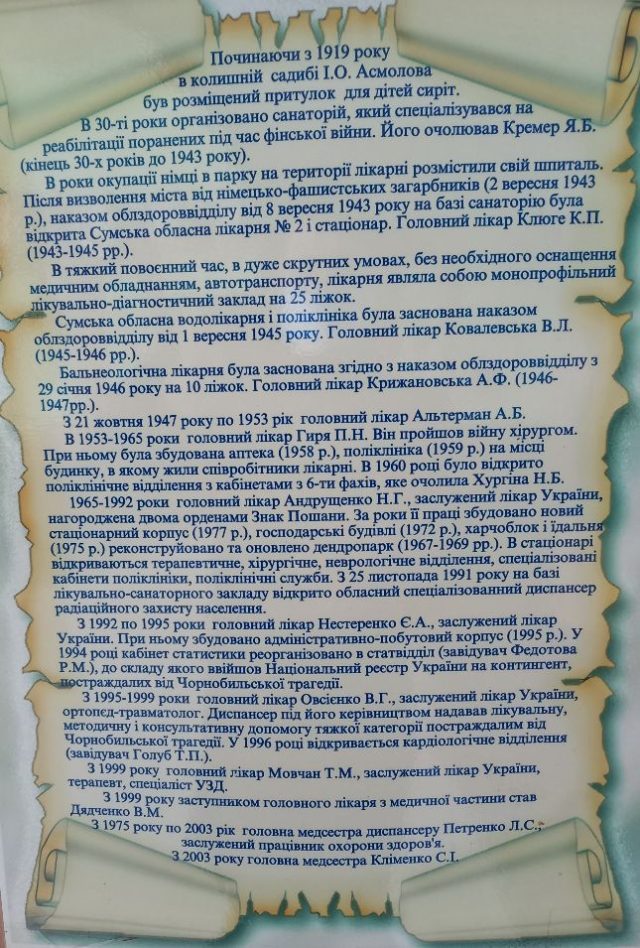 Починаючи з 1919 року
в колишній садибі І.О. Асмолова
був розміщений притулок для дітей сиріт.
В 30-ті роки організовано санаторій, який спеціалізувався на
реабілітації поранених під час фінської війни. Його очолював Кремер Я.Б.
(кінець 30-х років до 1943 року).
В роки окупації німці в парку на території лікарні розмістили свій шпиталь.
Після визволення міста від німецько-фашистських загарбників (2 вересня 1943
р.), наказом облздороввідділу від 8 вересня 1943 року на базі санаторію була
відкрита Сумська обласна лікарня № 2 і стаціонар. Головний лікар Клюге К.П.
(1943-1945 рр.).
В тяжкий повоєнний час, в дуже скрутних умовах, без необхідного оснащення
медичним обладнанням, автотранспорту, лікарня являла собою монопрофільний
лікувально-діагностичний заклад на 25 ліжок.
Сумська обласна водолікарня і поліклініка була заснована наказом
облздороввідділу від 1 вересня 1945 року. Головний лікар Ковалевська В.Л.
(1945-1946 рр.).
Бальнеологічна лікарня була заснована згідно з наказом облздороввідділу з
29 січня 1946 року на 10 ліжок. Головний лікар Крижановська А.Ф. (1946-
1947рр.).
З 21 жовтня 1947 року по 1953 рік головний лікар Альтерман А.Б.
В 1953-1965 роки головний лікар Гиря П.Н. Він пройшов війну хірургом.
При ньому була збудована аптека (1958 р.), поліклініка (1959 р.) на місці
будинку, в якому жили співробітники лікарні. В 1960 році було відкрито
поліклінічне відділення з кабінетами з 6-ти фахів, яке очолила Хургіна Н.Б.
1965-1992 роки головний лікар Андрущенко Н.Г., заслужений лікар України,
нагороджена двома орденами Знак Пошани. За роки її праці збудовано новий
стаціонарний корпус (1977 р.), господарські будівлі (1972 р.), харчоблок і їдальня
(1975 р.) реконструйовано та оновлено дендропарк (1967-1969 рр.). В стаціонарі
відкриваються терапевтичне, хірургічне, неврологічне відділення, спеціалізовані
кабінети поліклініки, поліклінічні служби. З 25 листопада 1991 року на базі
лікувально-санаторного закладу відкрито обласний спеціалізованний диспансер
радіаційного захисту населення.
З 1992 по 1995 роки головний лікар Нестеренко Є.А., заслужений лікар
України. При ньому збудовано адміністративно-побутовий корпус (1995 р.). У
1994 році кабінет статистики реорганізовано в статвідділ (завідувач Федотова
Р.М.), до складу якого ввійшов Національний реєстр України на контингент,
постраждалих від Чорнобильської трагедії.
З 1995-1999 роки головний лікар Овсієнко В.Г., заслужений лікар України,
ортопєд-травматолог. Диспансер під його керівництвом надавав лікувальну,
методичну і консультативну допомогу тяжкої категорії постраждалим від
Чорнобильської трагедії. У 1996 році відкривається кардіологічне відділення
(завідувач Голуб Т.П.).
З 1999 року головний лікар Мовчан Т.М., заслужений лікар України,
терапевт, спеціаліст УЗД.
З 1999 року заступником головного лікаря з медичної частини став
Дядченко В.М.
З 1975 року по 2003 рік головна медсестра диспансеру Петренко Л.С.,
заслужений працівник охорони здоров'я.
З 2003 року головна медсестра Кліменко С.І.